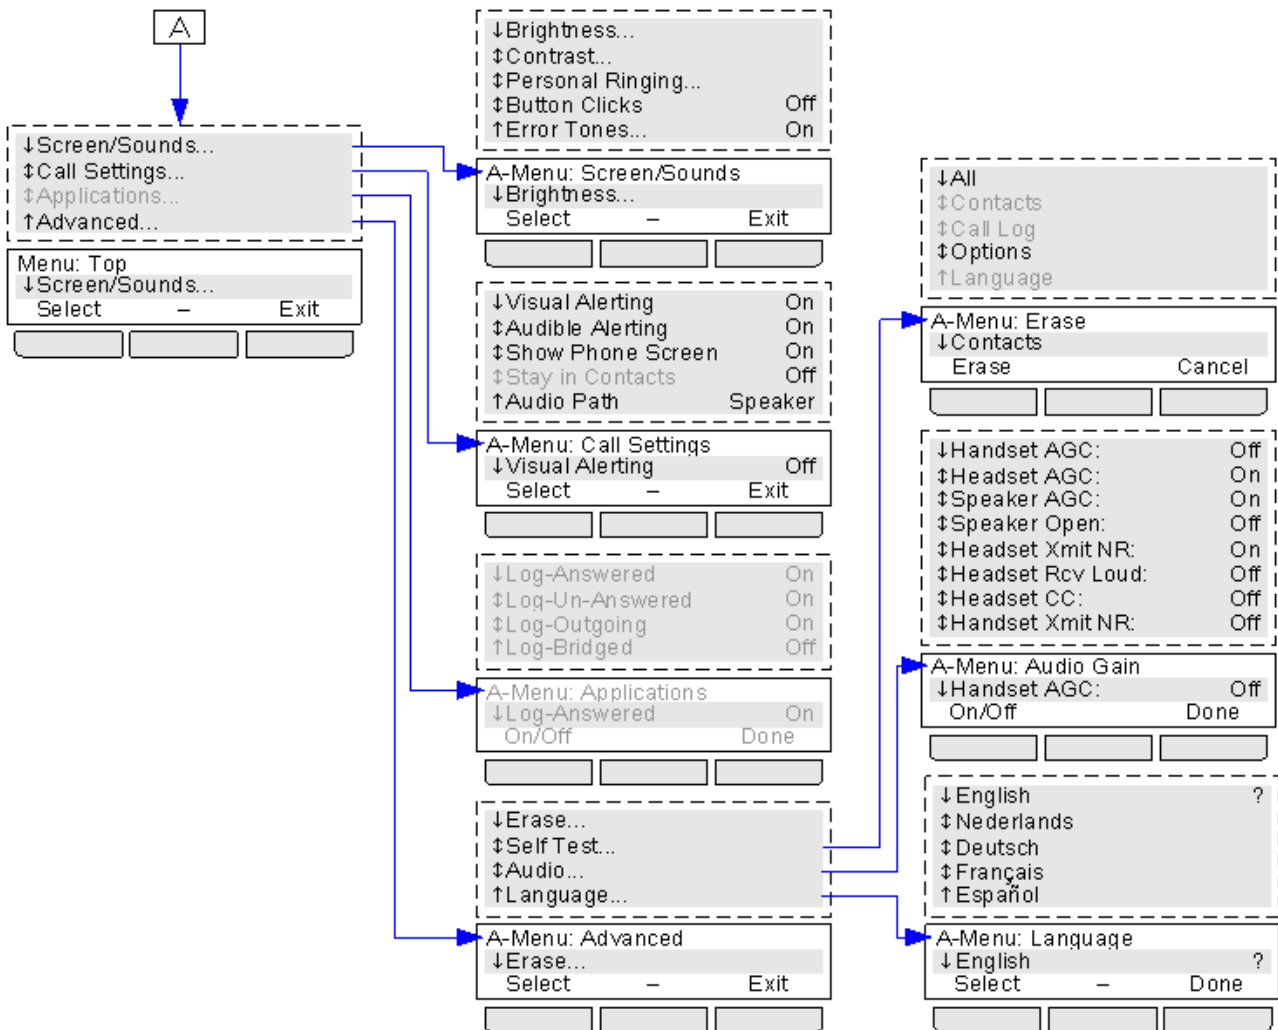 A
↓Screen/Sounds...
↕Call Settings...
↕Applications...
↑Advanced...
Menu: Top
↓Screen/Sounds...
Select – Exit
↓Brightness...
↕Contrast...
↕Personal Ringing...
↕Button Clicks Off
↑Error Tones... On
A-Menu: Screen/Sounds
↓Brightness...
Select – Exit
↓Visual Alerting On
↕Audible Alerting On
↕Show Phone Screen On
↕Stay in Contacts Off
↑Audio Path Speaker
A-Menu: Call Settings
↓Visual Alerting Off
Select – Exit
↓Log-Answered On
↕Log-Un-Answered On
↕Log-Outgoing On
↑Log-Bridged Off
A-Menu: Applications
↓Log-Answered On
On/Off Done
↓Erase...
↕Self Test...
↕Audio...
↑Language...
A-Menu: Advanced
↓Erase...
Select – Exit
↓All
↕Contacts
↕Call Log
↕Options
↑Language
A-Menu: Erase
↓Contacts
Erase Cancel
↓Handset AGC: Off
↕Headset AGC: On
↕Speaker AGC: On
↕Speaker Open: Off
↕Headset Xmit NR: On
↕Headset Rcv Loud: Off
↕Headset CC: Off
↕Handset Xmit NR: Off
A-Menu: Audio Gain
↓Handset AGC: Off
On/Off Done
↓English ?
↕Nederlands
↕Deutsch
↕Français
↑Español
A-Menu: Language
↓English ?
Select – Done